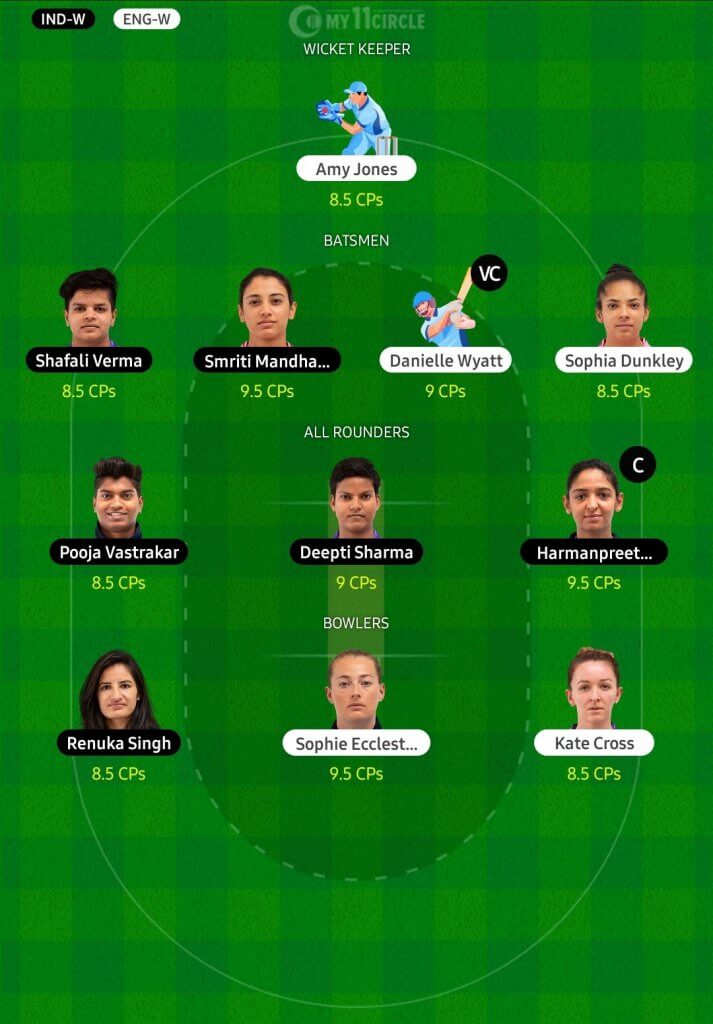 IND-W ENG-W
MY11CIRCLE
WICKET KEEPER
Amy Jones
8.5 CPs
BATSMEN
VC
Shafali Verma Smriti Mandha... Danielle Wyatt Sophia Dunkley
8.5 CPs 9.5 CPs 9 CPs 8.5 CPs
ALL ROUNDERS
C
Pooja Vastrakar Deepti Sharma Harmanpreet...
8.5 CPs 9 CPs 9.5 CPs
BOWLERS
Renuka Singh Sophie Ecclest... Kate Cross
8.5 CPs 9.5 CPs 8.5 CPs